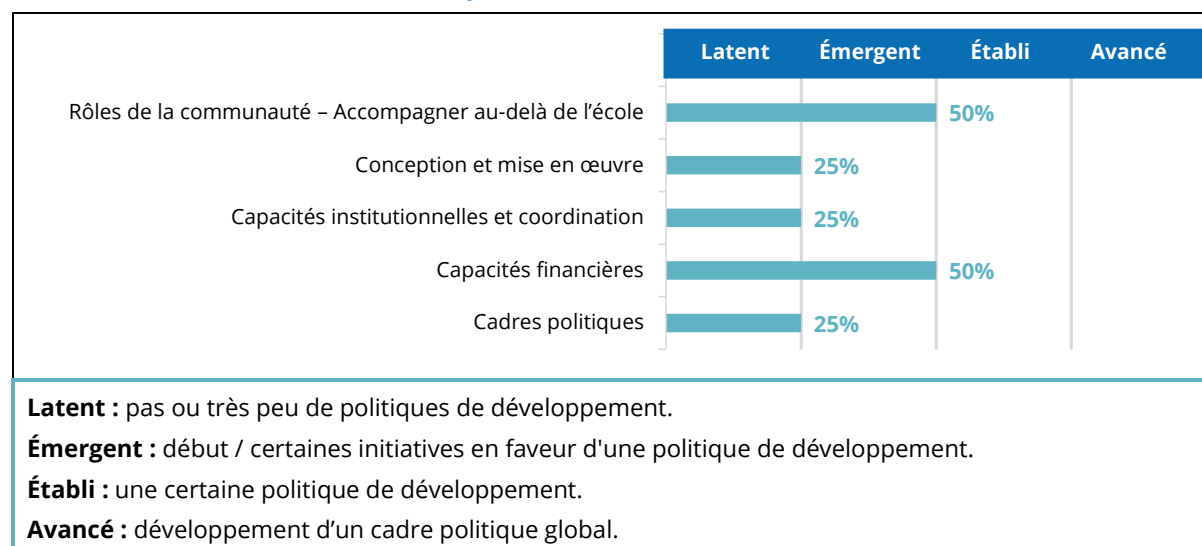 Latent Émergent Établi Avancé
Rôles de la communauté – Accompagner au-delà de l’école 50%
Conception et mise en œuvre 25%
Capacités institutionnelles et coordination 25%
Capacités financières 50%
Cadres politiques 25%
Latent : pas ou très peu de politiques de développement.
Émergent : début / certaines initiatives en faveur d'une politique de développement.
Établi : une certaine politique de développement.
Avancé : développement d’un cadre politique global.